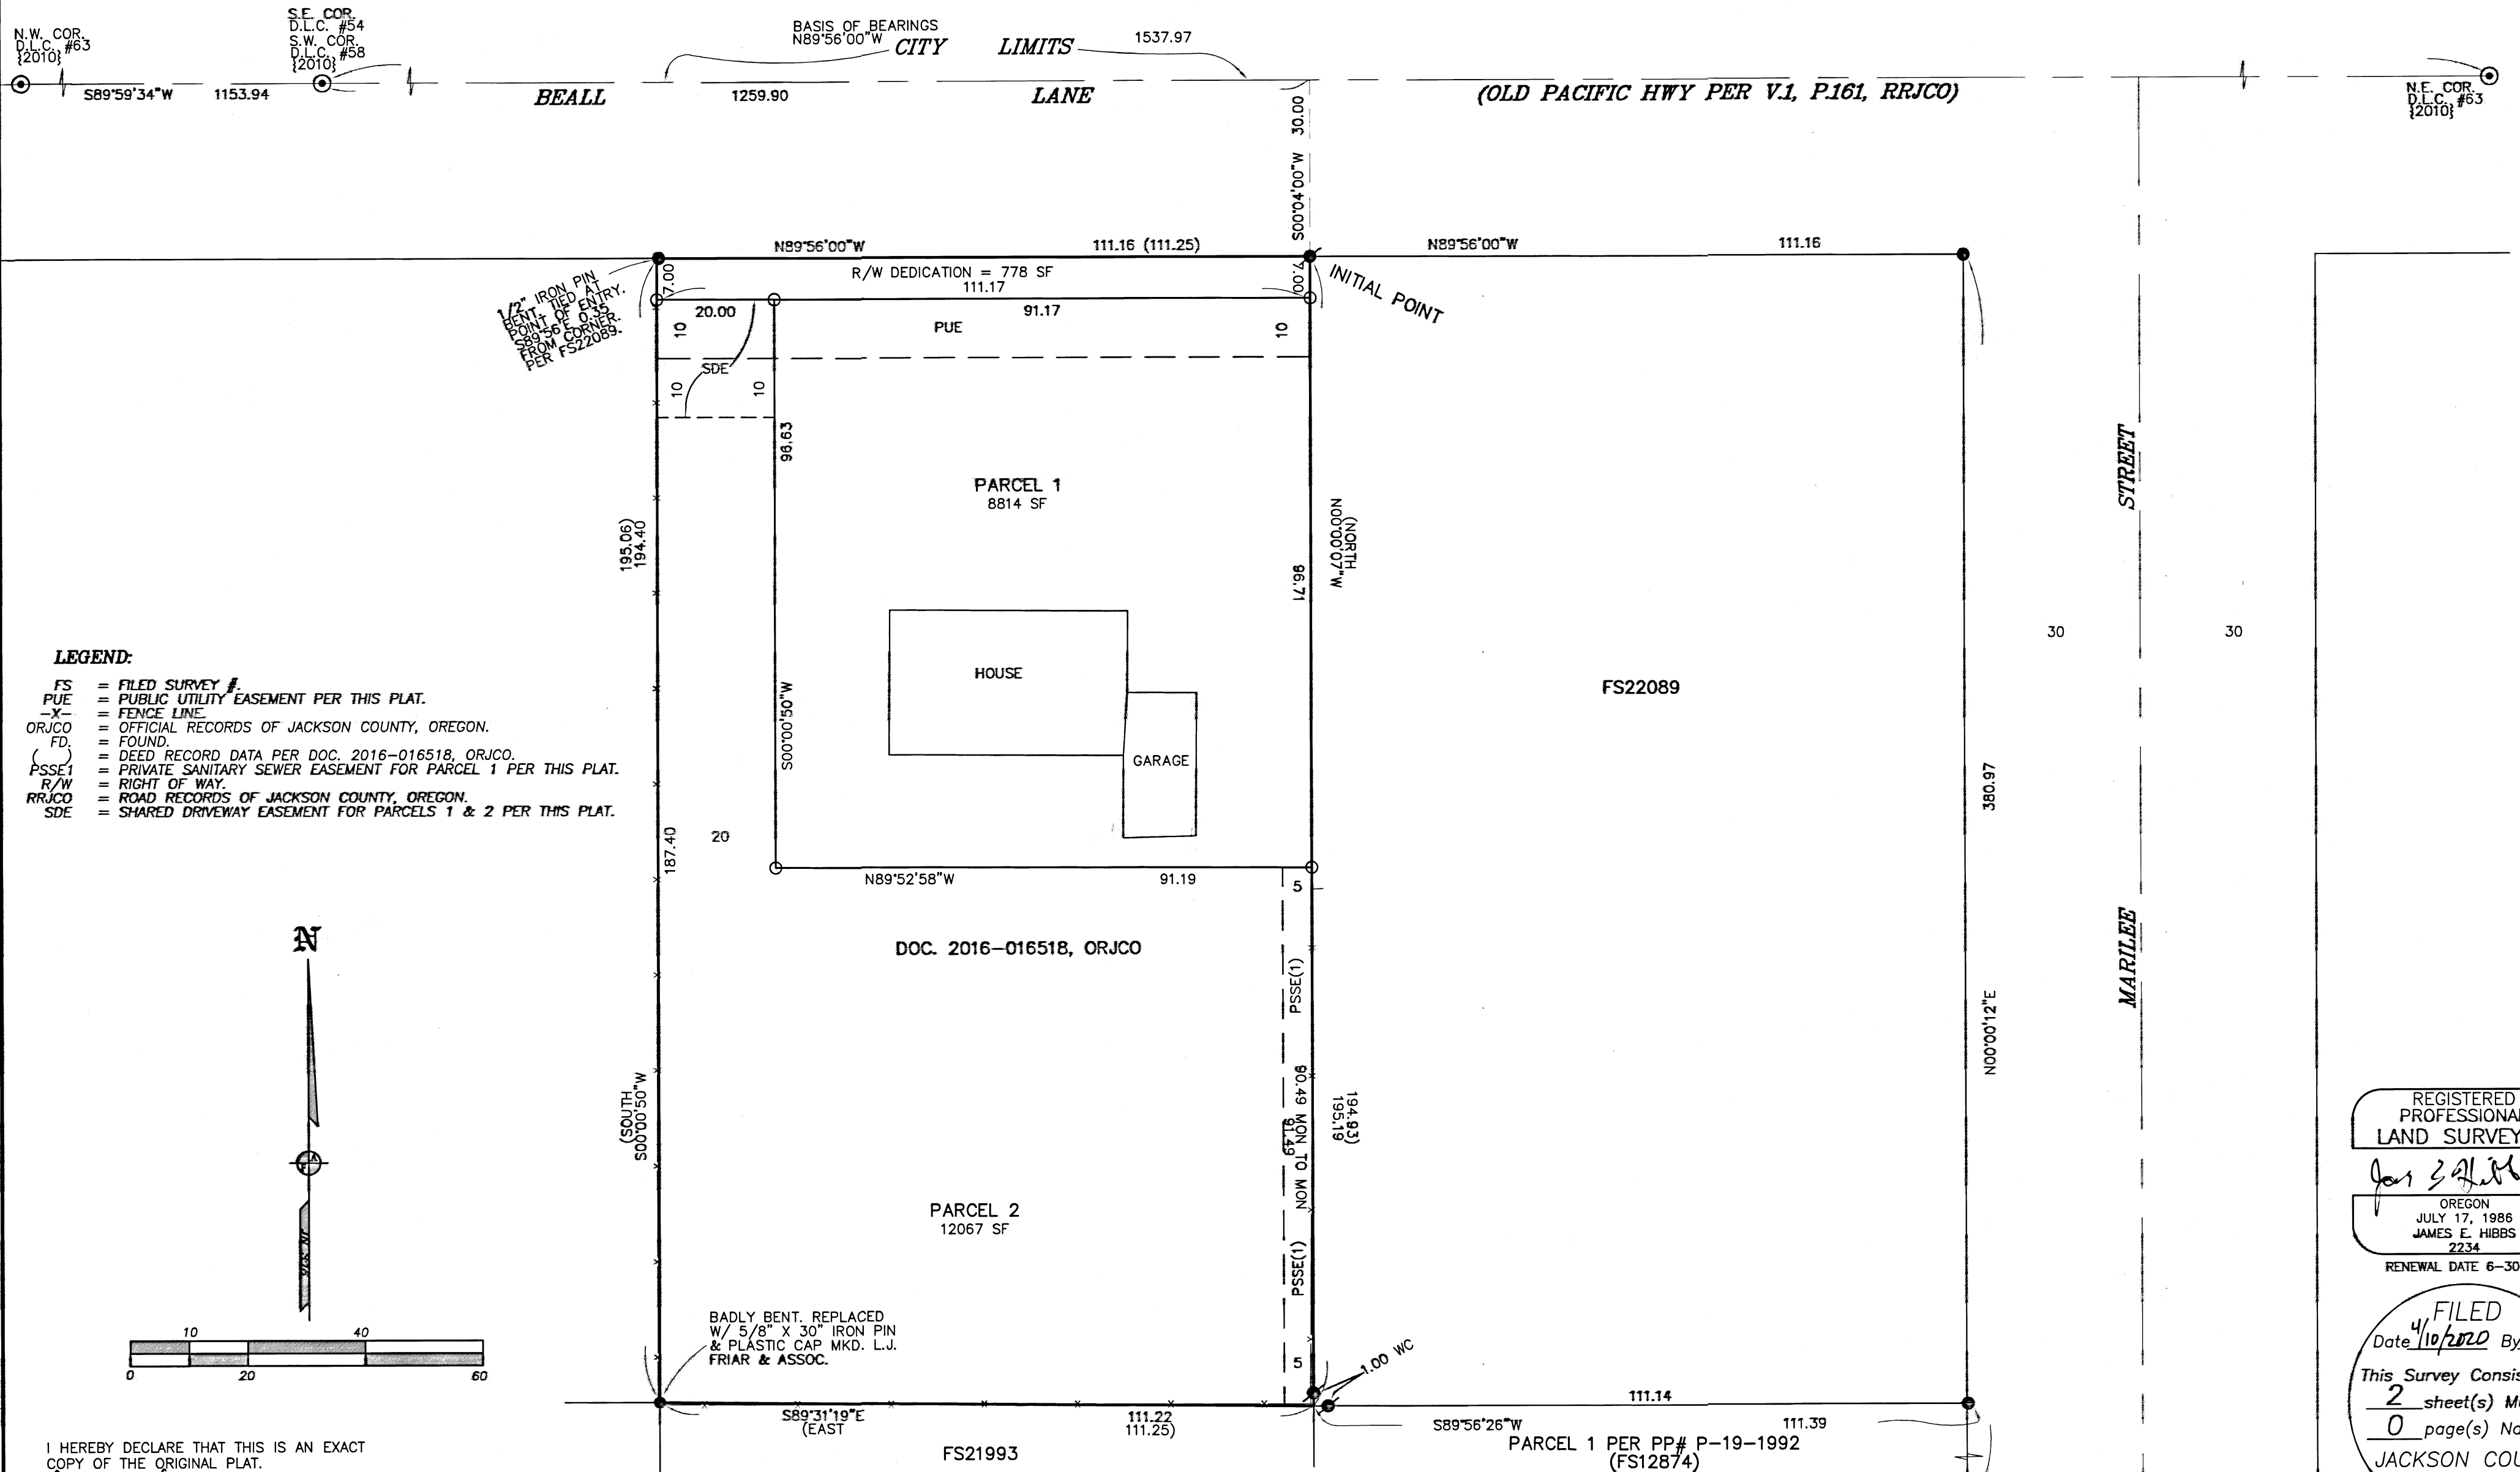 N.W. COR.
D.L.C. #63
{2010}
S.E. COR.
D.L.C. #54
S.W. COR.
D.L.C. #58
{2010}
BASIS OF BEARINGS
N89°56'00"W
CITY LIMITS
1537.97
S89°59'34"W 1153.94
BEALL
1259.90
LANE
(OLD PACIFIC HWY PER V.1, P.161, RRJCO)
N.E. COR.
D.L.C. #63
{2010}
S00°04'00"W 30.00
N89°56'00"W 111.16 (111.25)
N89°56'00"W 111.16
R/W DEDICATION = 778 SF
111.17
7.00
7.00
INITIAL POINT
1/2" IRON PIN
BENT. TIED AT
POINT OF ENTRY.
S89°56'E 0.35
FROM CORNER.
PER FS22089.
20.00
91.17
10
PUE
10
SDE
10
10
96.63
PARCEL 1
8814 SF
195.06)
194.40
(NORTH
N00°00'07"W
96.71
STREET
30
30
HOUSE
GARAGE
FS22089
S00°00'50"W
LEGEND:
FS = FILED SURVEY #.
PUE = PUBLIC UTILITY EASEMENT PER THIS PLAT.
-X- = FENCE LINE.
ORJCO = OFFICIAL RECORDS OF JACKSON COUNTY, OREGON.
FD. = FOUND.
( ) = DEED RECORD DATA PER DOC. 2016-016518, ORJCO.
PSSE1 = PRIVATE SANITARY SEWER EASEMENT FOR PARCEL 1 PER THIS PLAT.
R/W = RIGHT OF WAY.
RRJCO = ROAD RECORDS OF JACKSON COUNTY, OREGON.
SDE = SHARED DRIVEWAY EASEMENT FOR PARCELS 1 & 2 PER THIS PLAT.
187.40
20
380.97
N89°52'58"W 91.19
5
DOC. 2016-016518, ORJCO
N
PSSE(1)
MARILEE
N00°00'12"E
(SOUTH
S00°00'50"W
90.49 MON TO MON
91.49
194.93)
195.19
PARCEL 2
12067 SF
PSSE(1)
REGISTERED
PROFESSIONA
LAND SURVEY
OREGON
JULY 17, 1986
JAMES E. HIBBS
2234
RENEWAL DATE 6-30
BADLY BENT. REPLACED
W/ 5/8" X 30" IRON PIN
& PLASTIC CAP MKD. L.J.
FRIAR & ASSOC.
10 40
0 20 60
5
1.00 WC
FILED
Date 4/10/2020 By
This Survey Consis
2 sheet(s) M
0 page(s) Na
JACKSON COU
S89°31'19"E 111.22
(EAST 111.25)
111.14
S89°56'26"W 111.39
FS21993
PARCEL 1 PER PP# P-19-1992
(FS12874)
I HEREBY DECLARE THAT THIS IS AN EXACT
COPY OF THE ORIGINAL PLAT.